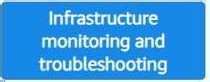 Infrastructure
monitoring and
troubleshooting